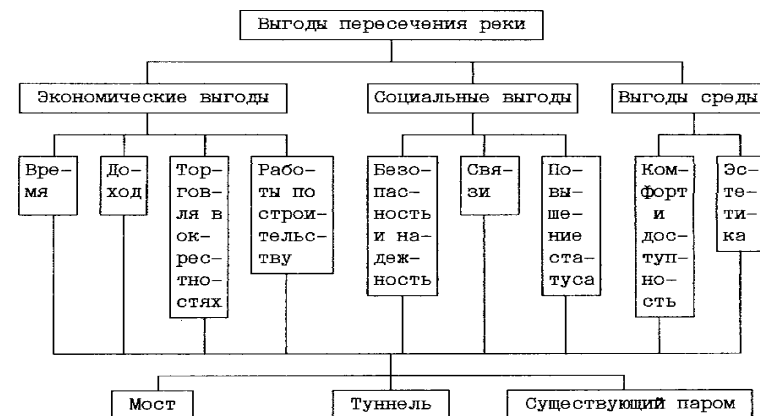 Выгоды пересечения реки
Экономические выгоды
Социальные выгоды
Выгоды среды
Вре-
мя
До-
ход
Тор-
гов-
ля в
ок-
рест-
но-
стях
Рабо-
ты по
строи-
тельс-
тву
Безо-
пас-
ность
и на-
деж-
ность
Свя-
зи
По-
вы-
ше-
ние
ста-
туса
Ком-
форт
и
дос-
туп-
но-
сть
Эс-
те-
ти-
ка
Мост
Туннель
Существующий паром